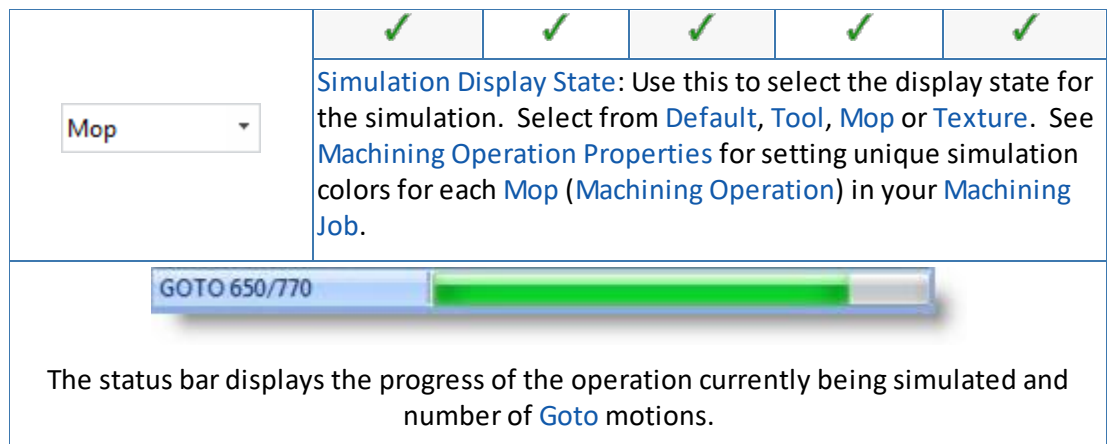 Mop
Simulation Display State: Use this to select the display state for
the simulation.  Select from Default, Tool, Mop or Texture.  See
Machining Operation Properties for setting unique simulation
colors for each Mop (Machining Operation) in your Machining
Job.
GOTO 650/770
The status bar displays the progress of the operation currently being simulated and
number of Goto motions.